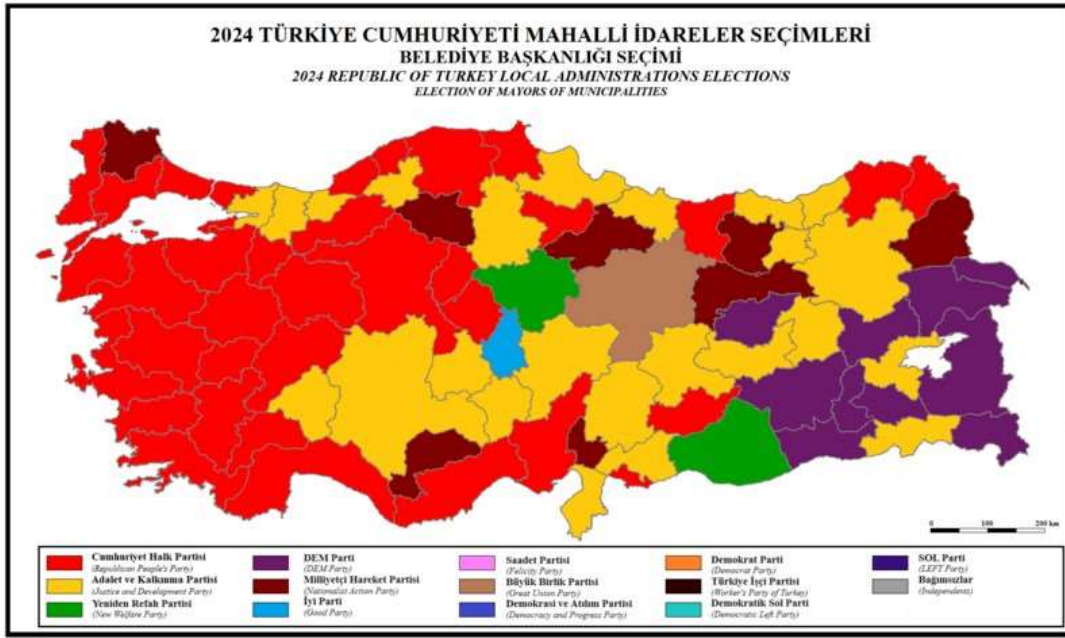 2024 TÜRKİYE CUMHURİYETİ MAHALLİ İDARELER SEÇİMLERİ
BELEDİYE BAŞKANLIĞI SEÇİMİ
2024 REPUBLIC OF TURKEY LOCAL ADMINISTRATIONS ELECTIONS
ELECTION OF MAYORS OF MUNICIPALITIES
0 100 200 km
Cumhuriyet Halk Partisi
(Republican People's Party)
Adalet ve Kalkınma Partisi
(Justice and Development Party)
Yeniden Refah Partisi
(New Welfare Party)
DEM Parti
(DEM Party)
Milliyetçi Hareket Partisi
(Nationalist Action Party)
İyi Parti
(Good Party)
Saadet Partisi
(Felicity Party)
Büyük Birlik Partisi
(Great Union Party)
Demokrasi ve Atılım Partisi
(Democracy and Progress Party)
Demokrat Parti
(Democrat Party)
Türkiye İşçi Partisi
(Worker's Party of Turkey)
Demokratik Sol Parti
(Democratic Left Party)
SOL Parti
(LEFT Party)
Bağımsızlar
(Independents)